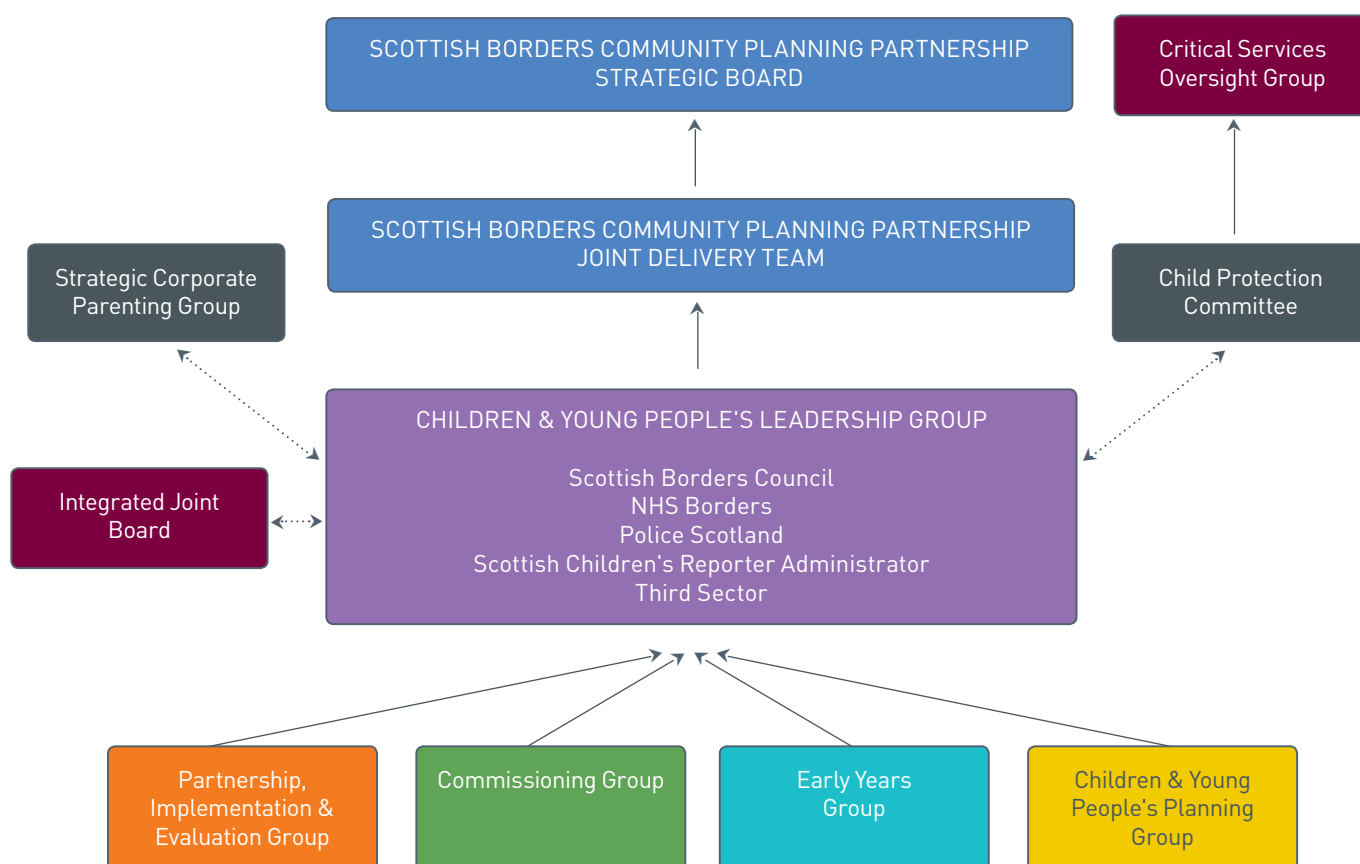 SCOTTISH BORDERS COMMUNITY PLANNING PARTNERSHIP
STRATEGIC BOARD
Critical Services
Oversight Group
SCOTTISH BORDERS COMMUNITY PLANNING PARTNERSHIP
JOINT DELIVERY TEAM
Strategic Corporate
Parenting Group
Child Protection
Committee
CHILDREN & YOUNG PEOPLE'S LEADERSHIP GROUP
Scottish Borders Council
NHS Borders
Police Scotland
Scottish Children's Reporter Administrator
Third Sector
Integrated Joint
Board
Partnership,
Implementation &
Evaluation Group
Commissioning Group
Early Years
Group
Children & Young
People's Planning
Group